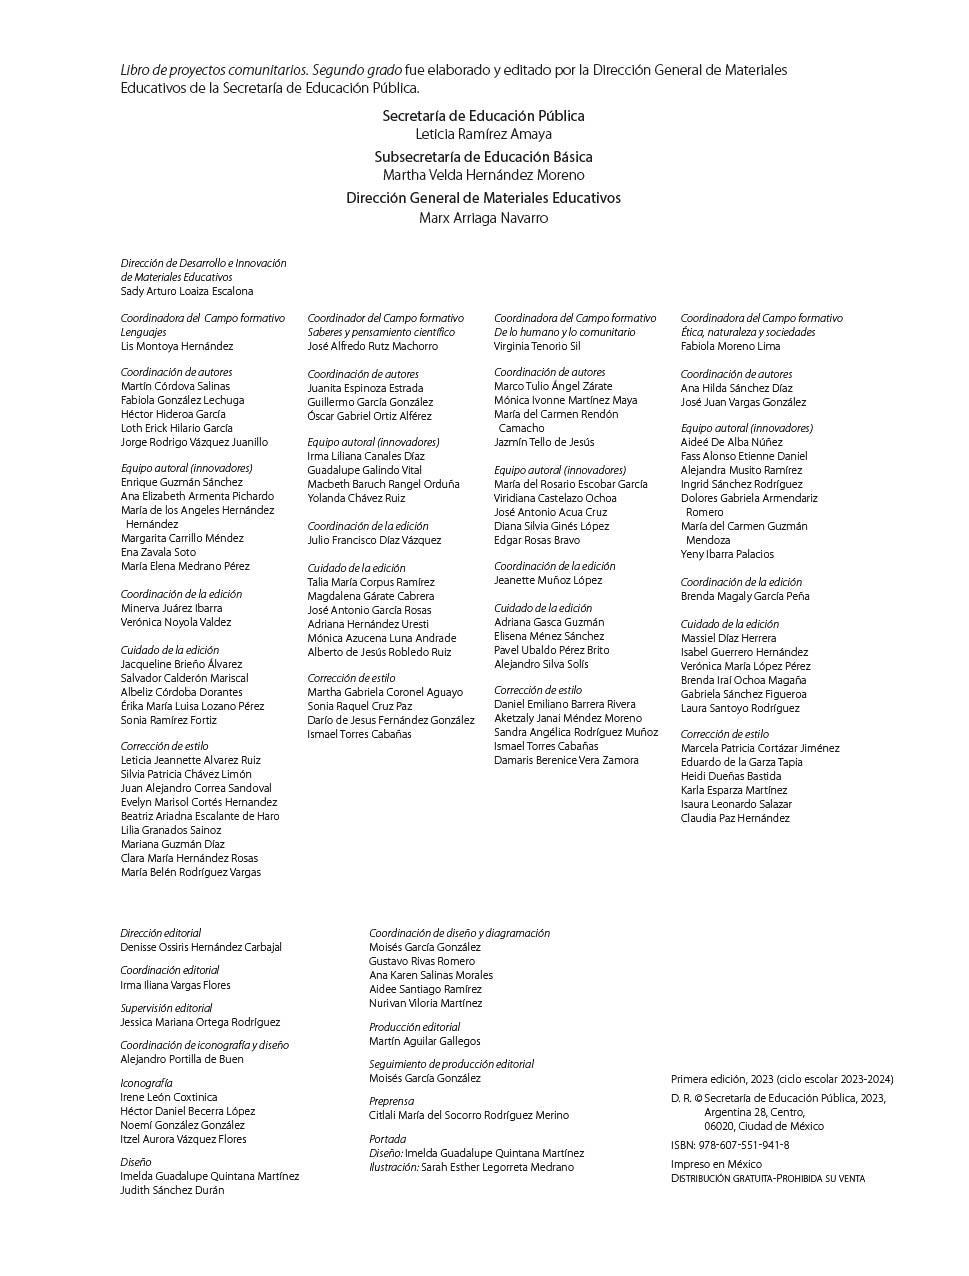 Libro de proyectos comunitarios. Segundo grado fue elaborado y editado por la Dirección General de Materiales
Educativos de la Secretaría de Educación Pública.
Secretaría de Educación Pública
Leticia Ramírez Amaya
Subsecretaría de Educación Básica
Martha Velda Hernández Moreno
Dirección General de Materiales Educativos
Marx Arriaga Navarro
Dirección de Desarrollo e Innovación
de Materiales Educativos
Sady Arturo Loaiza Escalona
Coordinadora del Campo formativo
Lenguajes
Lis Montoya Hernández
Coordinación de autores
Martín Córdova Salinas
Fabiola González Lechuga
Héctor Hideroa García
Loth Erick Hilario García
Jorge Rodrigo Vázquez Juanillo
Equipo autoral (innovadores)
Enrique Guzmán Sánchez
Ana Elizabeth Armenta Pichardo
María de los Angeles Hernández
Hernández
Margarita Carrillo Méndez
Ena Zavala Soto
María Elena Medrano Pérez
Coordinación de la edición
Minerva Juárez Ibarra
Verónica Noyola Valdez
Cuidado de la edición
Jacqueline Brieño Álvarez
Salvador Calderón Mariscal
Albeliz Córdoba Dorantes
Érika María Luisa Lozano Pérez
Sonia Ramírez Fortiz
Corrección de estilo
Leticia Jeannette Alvarez Ruiz
Silvia Patricia Chávez Limón
Juan Alejandro Correa Sandoval
Evelyn Marisol Cortés Hernandez
Beatriz Ariadna Escalante de Haro
Lilia Granados Sainoz
Mariana Guzmán Díaz
Clara María Hernández Rosas
María Belén Rodríguez Vargas
Coordinador del Campo formativo
Saberes y pensamiento científico
José Alfredo Rutz Machorro
Coordinación de autores
Juanita Espinoza Estrada
Guillermo García González
Óscar Gabriel Ortiz Alférez
Equipo autoral (innovadores)
Irma Liliana Canales Díaz
Guadalupe Galindo Vital
Macbeth Baruch Rangel Orduña
Yolanda Chávez Ruiz
Coordinación de la edición
Julio Francisco Díaz Vázquez
Cuidado de la edición
Talia María Corpus Ramírez
Magdalena Gárate Cabrera
José Antonio García Rosas
Adriana Hernández Uresti
Mónica Azucena Luna Andrade
Alberto de Jesús Robledo Ruiz
Corrección de estilo
Martha Gabriela Coronel Aguayo
Sonia Raquel Cruz Paz
Darío de Jesus Fernández González
Ismael Torres Cabañas
Coordinadora del Campo formativo
De lo humano y lo comunitario
Virginia Tenorio Sil
Coordinación de autores
Marco Tulio Ángel Zárate
Mónica Ivonne Martínez Maya
María del Carmen Rendón
Camacho
Jazmín Tello de Jesús
Equipo autoral (innovadores)
María del Rosario Escobar García
Viridiana Castelazo Ochoa
José Antonio Acua Cruz
Diana Silvia Ginés López
Edgar Rosas Bravo
Coordinación de la edición
Jeanette Muñoz López
Cuidado de la edición
Adriana Gasca Guzmán
Elisena Ménez Sánchez
Pavel Ubaldo Pérez Brito
Alejandro Silva Solís
Corrección de estilo
Daniel Emiliano Barrera Rivera
Aketzaly Janai Méndez Moreno
Sandra Angélica Rodríguez Muñoz
Ismael Torres Cabañas
Damaris Berenice Vera Zamora
Coordinadora del Campo formativo
Ética, naturaleza y sociedades
Fabiola Moreno Lima
Coordinación de autores
Ana Hilda Sánchez Díaz
José Juan Vargas González
Equipo autoral (innovadores)
Aideé De Alba Núñez
Fass Alonso Etienne Daniel
Alejandra Musito Ramírez
Ingrid Sánchez Rodríguez
Dolores Gabriela Armendariz
Romero
María del Carmen Guzmán
Mendoza
Yeny Ibarra Palacios
Coordinación de la edición
Brenda Magaly García Peña
Cuidado de la edición
Massiel Díaz Herrera
Isabel Guerrero Hernández
Verónica María López Pérez
Brenda Iraí Ochoa Magaña
Gabriela Sánchez Figueroa
Laura Santoyo Rodríguez
Corrección de estilo
Marcela Patricia Cortázar Jiménez
Eduardo de la Garza Tapia
Heidi Dueñas Bastida
Karla Esparza Martínez
Isaura Leonardo Salazar
Claudia Paz Hernández
Dirección editorial
Denisse Ossiris Hernández Carbajal
Coordinación editorial
Irma Iliana Vargas Flores
Supervisión editorial
Jessica Mariana Ortega Rodríguez
Coordinación de iconografía y diseño
Alejandro Portilla de Buen
Iconografía
Irene León Coxtinica
Héctor Daniel Becerra López
Noemí González González
Itzel Aurora Vázquez Flores
Diseño
Imelda Guadalupe Quintana Martínez
Judith Sánchez Durán
Coordinación de diseño y diagramación
Moisés García González
Gustavo Rivas Romero
Ana Karen Salinas Morales
Aidee Santiago Ramírez
Nurivan Viloria Martínez
Producción editorial
Martín Aguilar Gallegos
Seguimiento de producción editorial
Moisés García González
Preprensa
Citlali María del Socorro Rodríguez Merino
Portada
Diseño: Imelda Guadalupe Quintana Martínez
Ilustración: Sarah Esther Legorreta Medrano
Primera edición, 2023 (ciclo escolar 2023-2024)
D. R. © Secretaría de Educación Pública, 2023,
Argentina 28, Centro,
06020, Ciudad de México
ISBN: 978-607-551-941-8
Impreso en México
DISTRIBUCIÓN GRATUITA-PROHIBIDA SU VENTA